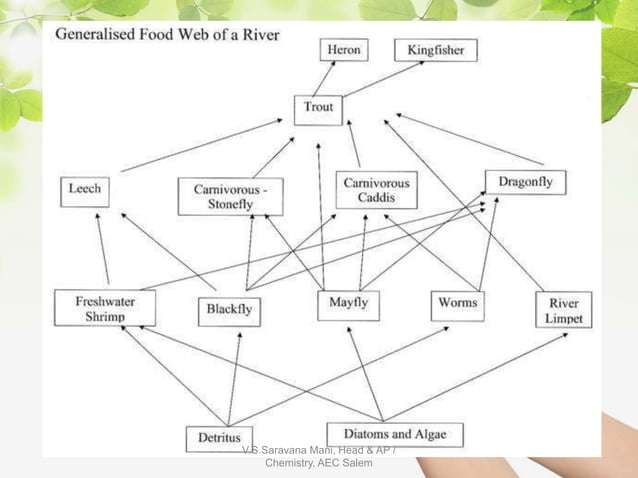 Generalised Food Web of a River
Heron
Kingfisher
Trout
Leech
Carnivorous -
Stonefly
Carnivorous
Caddis
Dragonfly
Freshwater
Shrimp
Blackfly
Mayfly
Worms
River
Limpet
Detritus
Diatoms and Algae
V.S.Saravana Mani, Head & AP /
Chemistry, AEC Salem